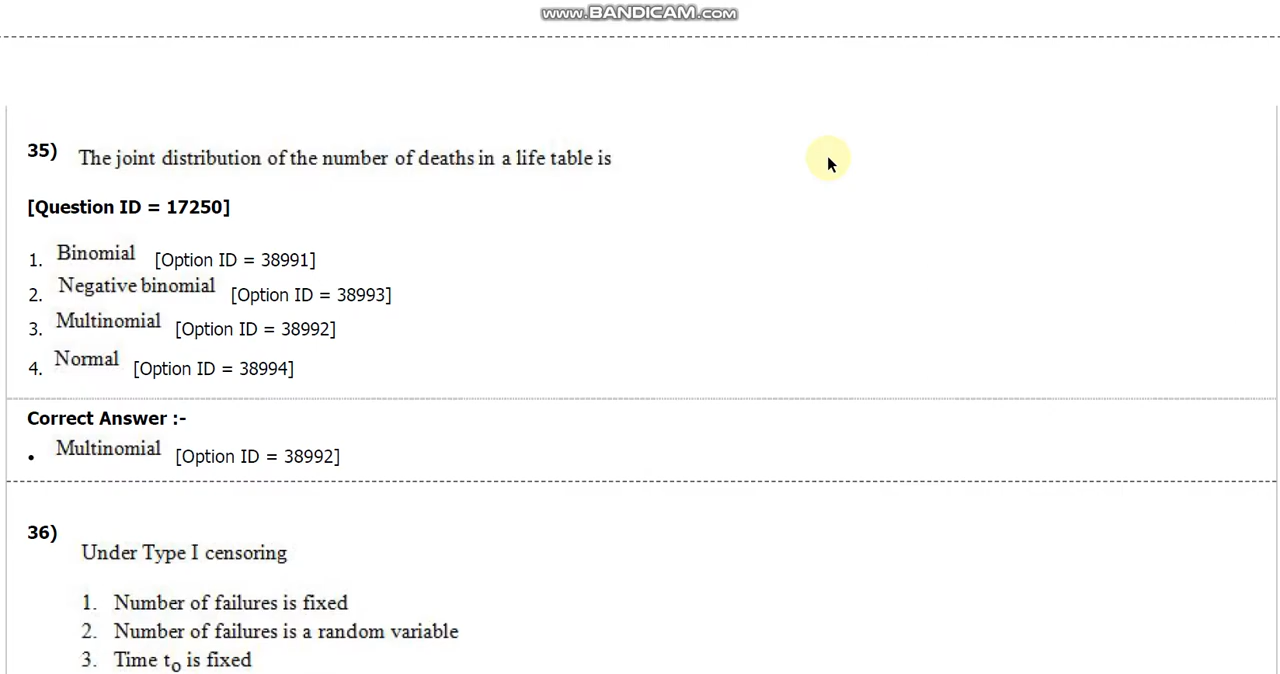 www.BANDICAM.com
35) The joint distribution of the number of deaths in a life table is
[Question ID = 17250]
1. Binomial [Option ID = 38991]
2. Negative binomial [Option ID = 38993]
3. Multinomial [Option ID = 38992]
4. Normal [Option ID = 38994]
Correct Answer :-
• Multinomial [Option ID = 38992]
36)
Under Type I censoring
1. Number of failures is fixed
2. Number of failures is a random variable
3. Time t₀ is fixed